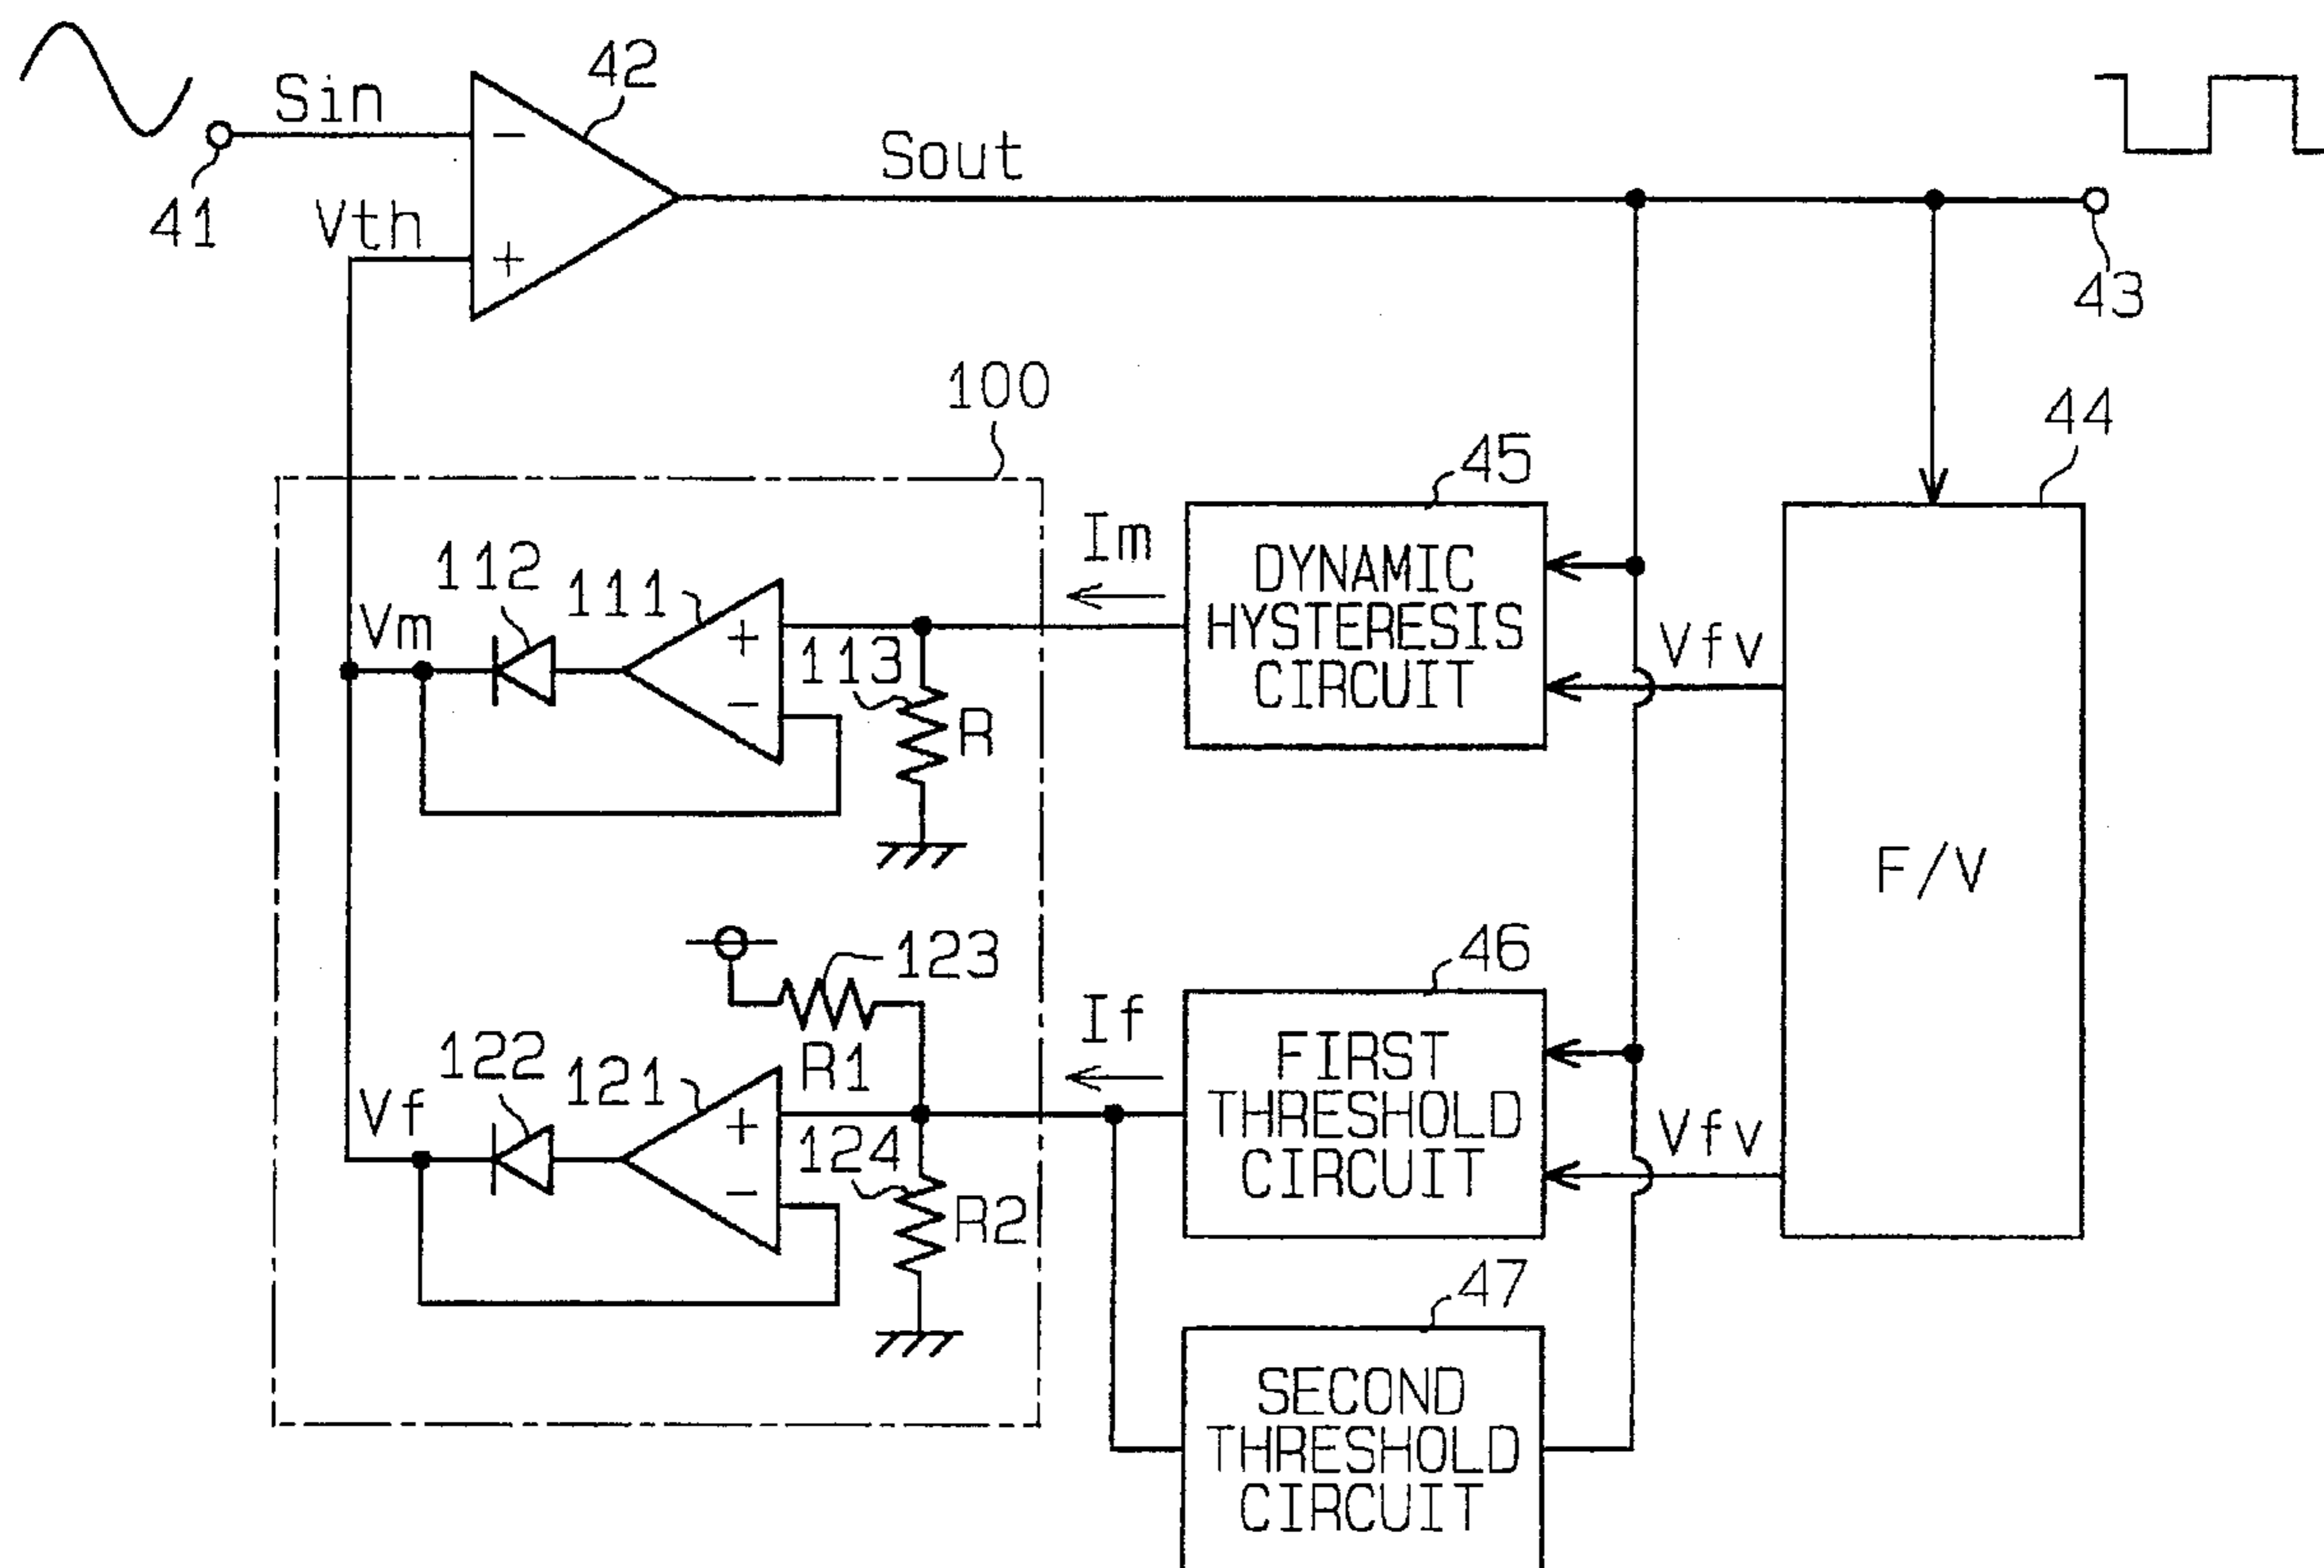 42
Sin
−
Sout
41
Vth
+
43
100
44
45
Im
DYNAMIC
HYSTERESIS
CIRCUIT
112
111
Vm
+
113
−
R
Vfv
F/V
46
123
If
R1
FIRST
THRESHOLD
CIRCUIT
122
121
Vf
+
124
−
R2
Vfv
47
SECOND
THRESHOLD
CIRCUIT